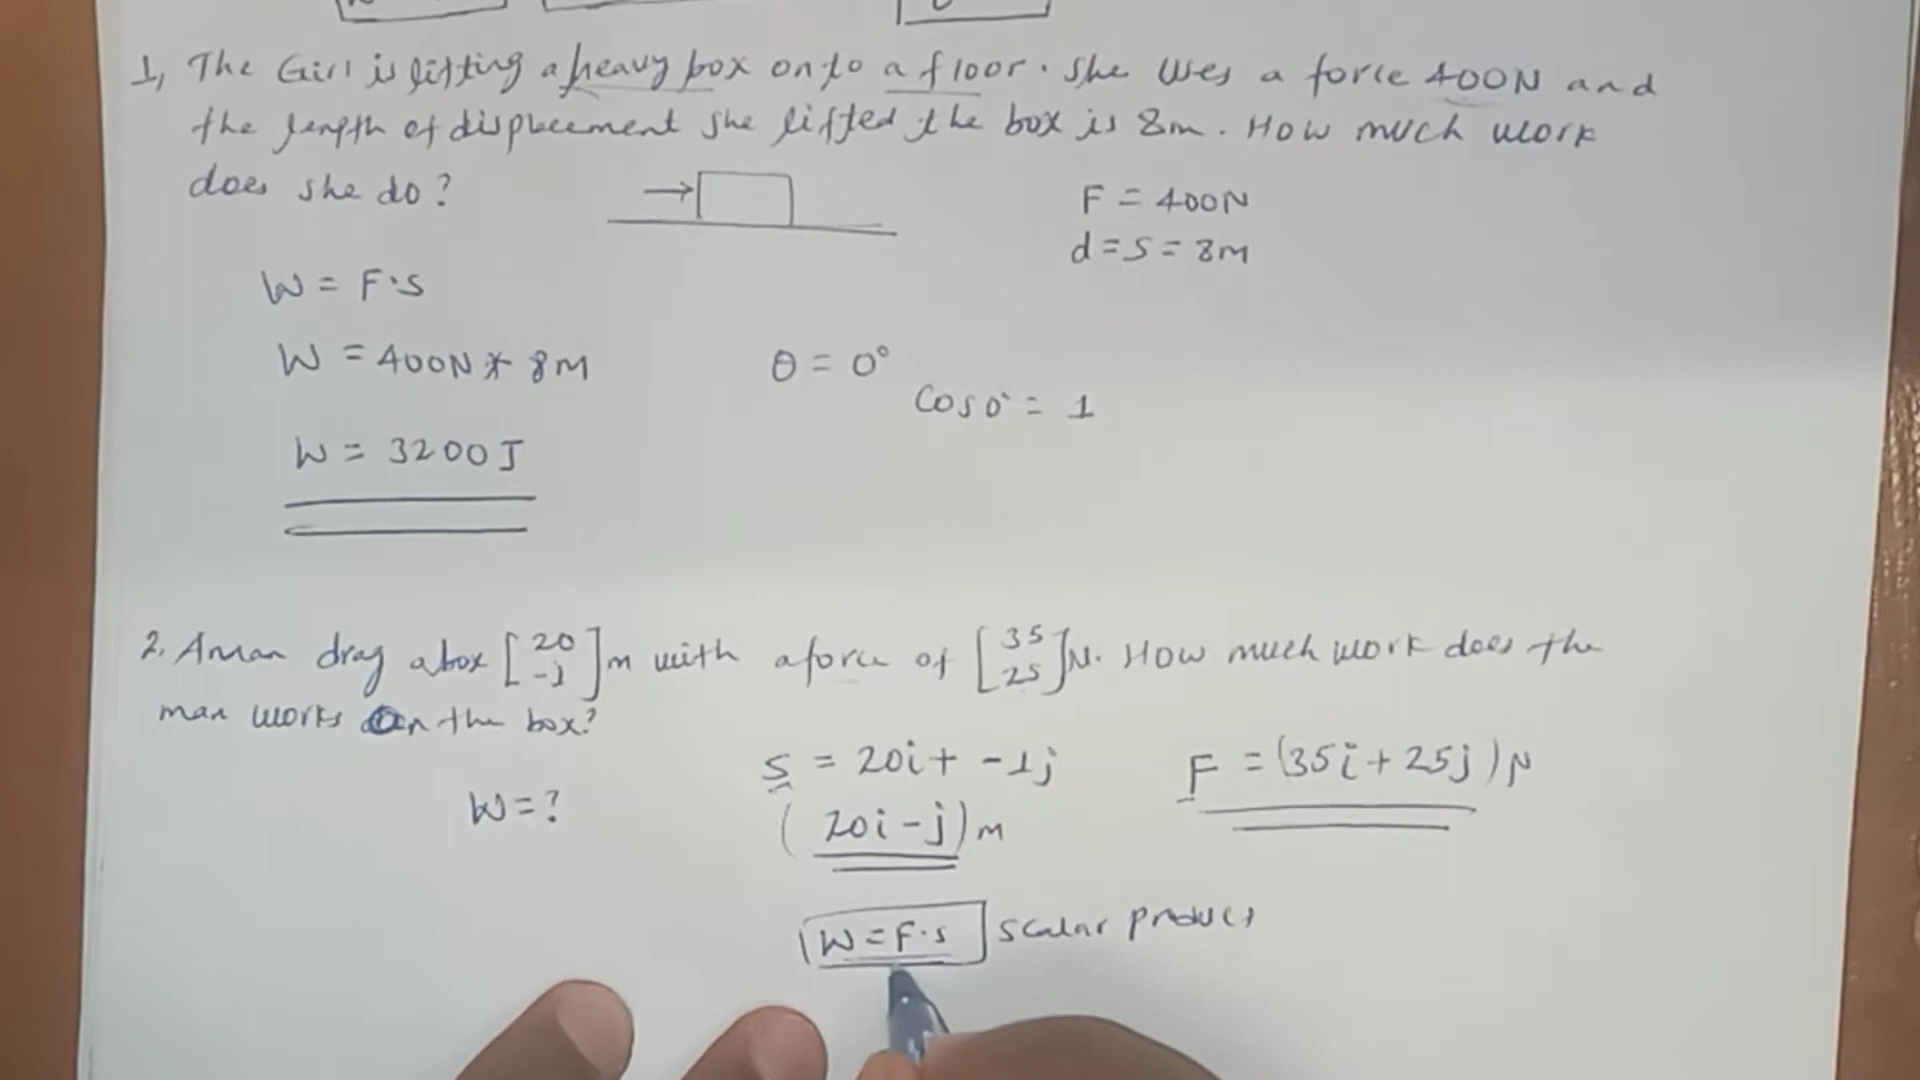 1, The Girl is lifting a heavy box onto a floor. She uses a force 400N and
the length of displacement she lifted the box is 8m. How much work
does she do?
F = 400N
d = S = 8m
W = F·S
W = 400N * 8M
θ = 0°
Cos 0° = 1
W = 3200J
2. A man drag a box [20 -1] m with a force of [35 25] N. How much work does the
man works On the box?
S = 20i + -1j
F = (35i + 25j) N
W = ?
(20i - j) m
W = F·S scalar product